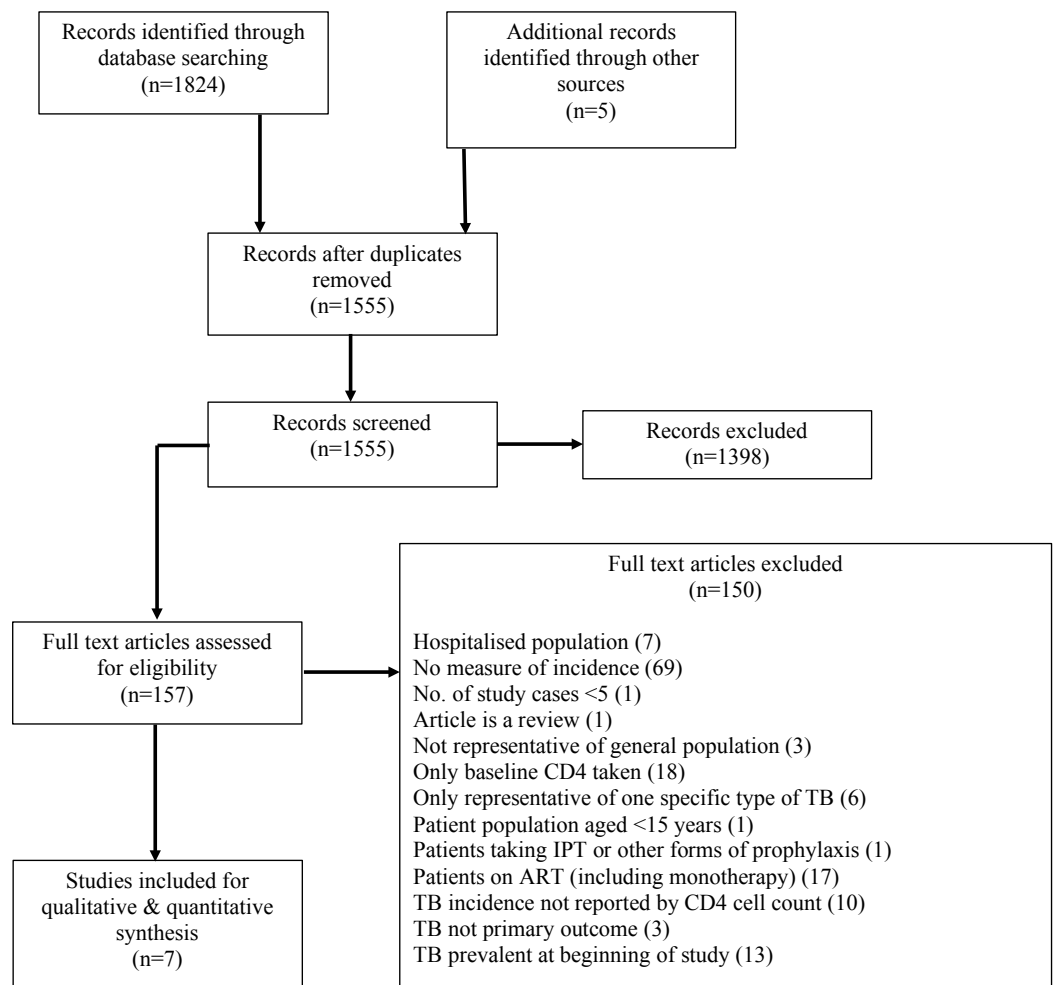 Records identified through
database searching
(n=1824)
Additional records
identified through other
sources
(n=5)
Records after duplicates
removed
(n=1555)
Records screened
(n=1555)
Records excluded
(n=1398)
Full text articles assessed
for eligibility
(n=157)
Full text articles excluded
(n=150)
Hospitalised population (7)
No measure of incidence (69)
No. of study cases <5 (1)
Article is a review (1)
Not representative of general population (3)
Only baseline CD4 taken (18)
Only representative of one specific type of TB (6)
Patient population aged <15 years (1)
Patients taking IPT or other forms of prophylaxis (1)
Patients on ART (including monotherapy) (17)
TB incidence not reported by CD4 cell count (10)
TB not primary outcome (3)
TB prevalent at beginning of study (13)
Studies included for
qualitative & quantitative
synthesis
(n=7)